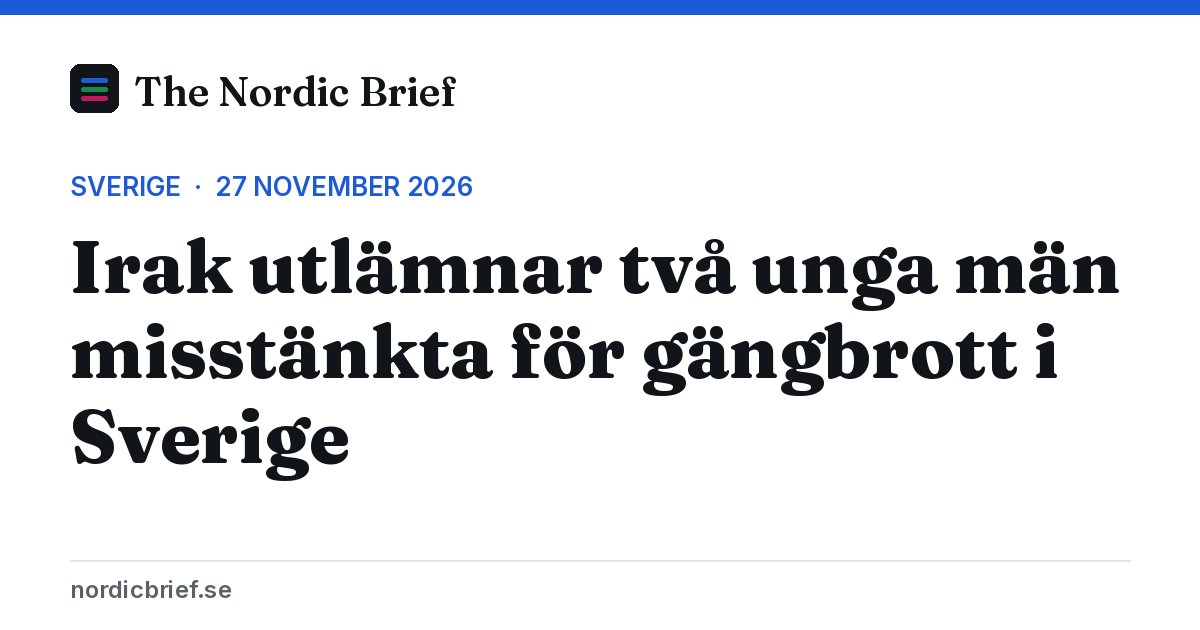 The Nordic Brief
SVERIGE · 27 NOVEMBER 2026
Irak utlämnar två unga män
misstänkta för gängbrott i
Sverige
nordicbrief.se